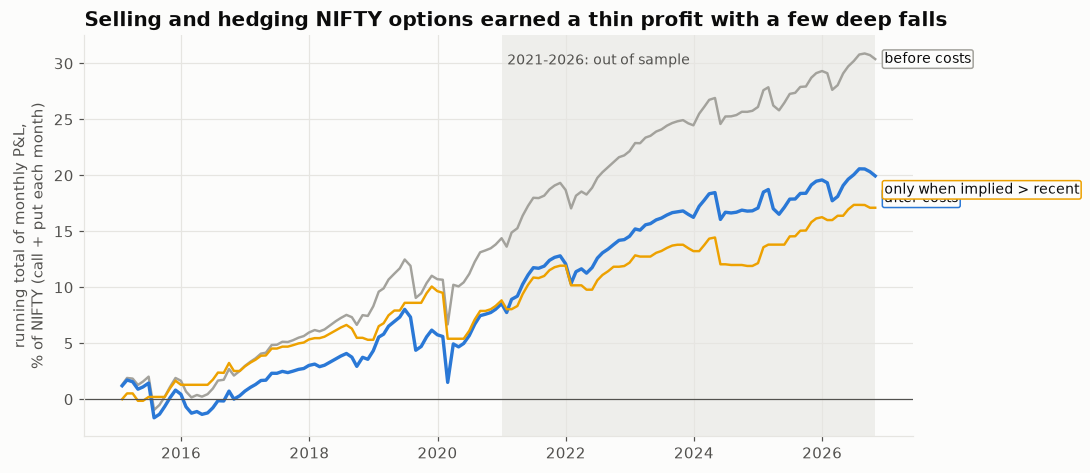 Selling and hedging NIFTY options earned a thin profit with a few deep falls
running total of monthly P&L,
% of NIFTY (call + put each month)
30
25
20
15
10
5
0
2021-2026: out of sample
before costs
only when implied > recent
after costs
2016
2018
2020
2022
2024
2026